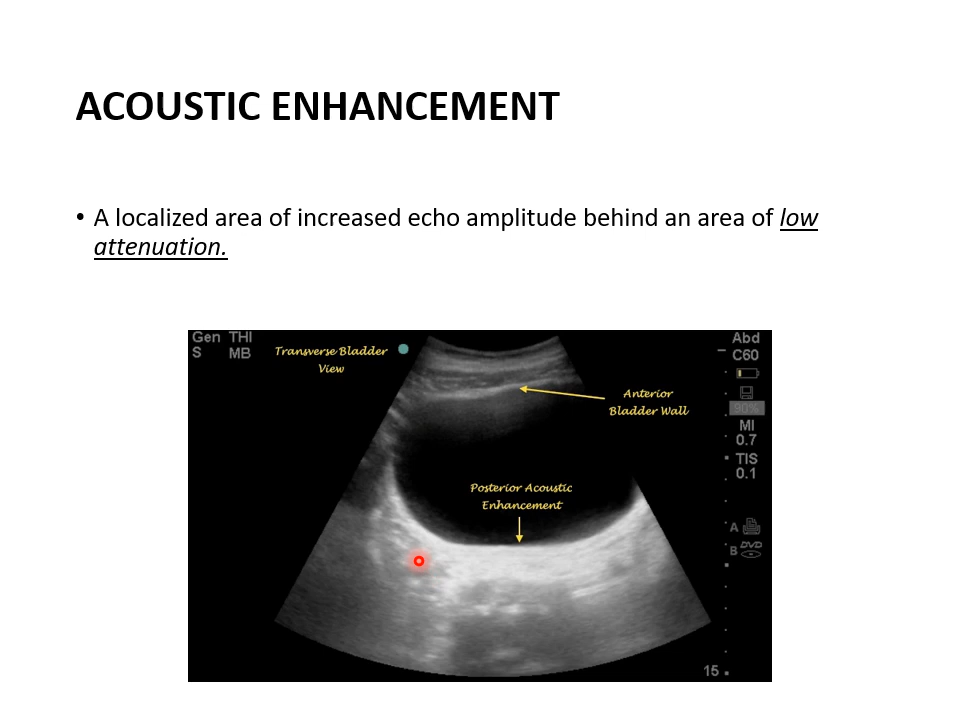 ACOUSTIC ENHANCEMENT
• A localized area of increased echo amplitude behind an area of low
attenuation.
Gen THI
S MB
Transverse Bladder
View
Abd
C60
Anterior
Bladder Wall
90%
MI
0.7
TIS
0.1
Posterior Acoustic
Enhancement
A
B DVD
15